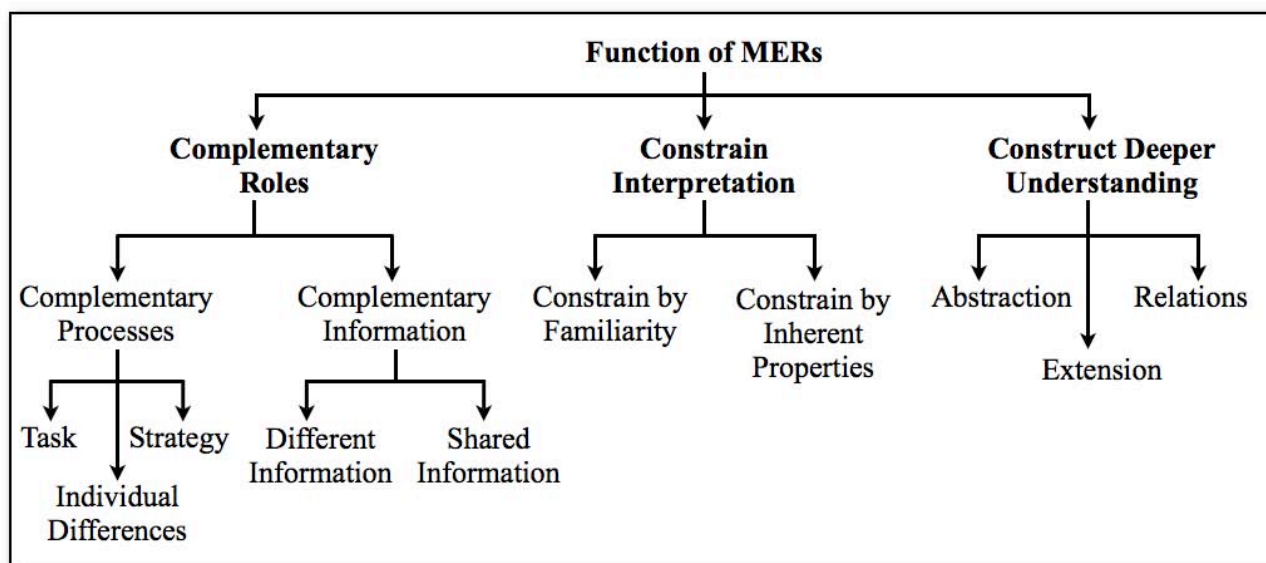 Function of MERs
Complementary
Roles
Constrain
Interpretation
Construct Deeper
Understanding
Complementary
Processes
Complementary
Information
Constrain by
Familiarity
Constrain by
Inherent
Properties
Abstraction
Relations
Extension
Task
Strategy
Individual
Differences
Different
Information
Shared
Information